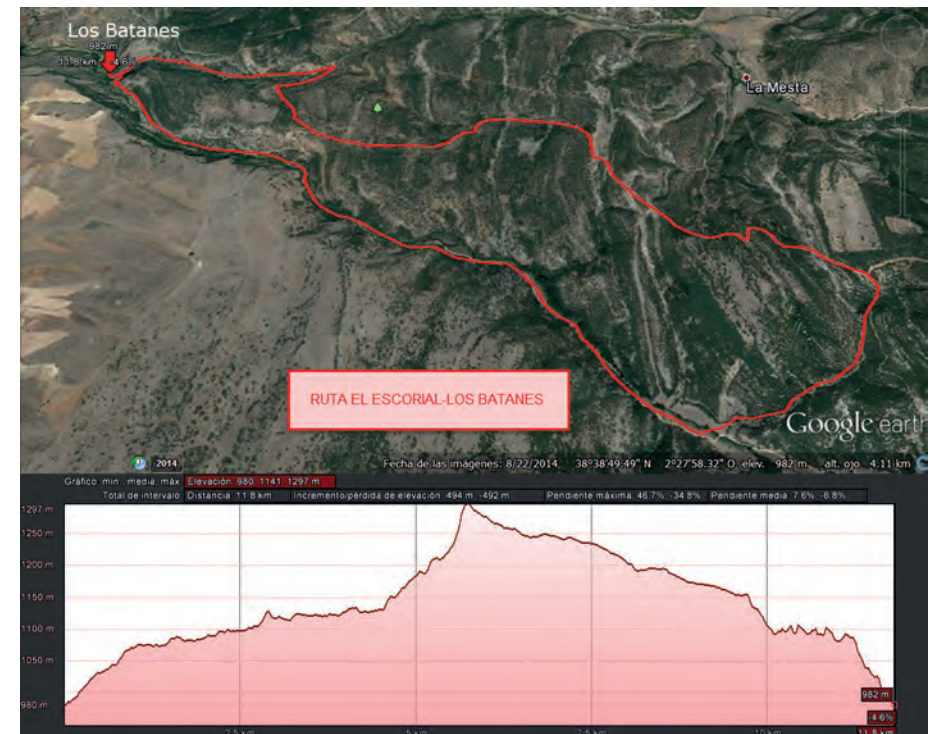 Los Batanes
982 m
11.8 km -4.6%
La Mesta
RUTA EL ESCORIAL-LOS BATANES
Google earth
2014
Fecha de las imágenes: 8/22/2014 38°38'49.49" N 2°27'58.32" O elev. 982 m alt. ojo 4.11 km
Gráfico: mín., media, máx. Elevación: 980, 1141, 1297 m
Total de intervalo: Distancia: 11.8 km Incremento/pérdida de elevación: 494 m, -492 m Pendiente máxima: 46.7%, -34.8% Pendiente media: 7.6%, -6.8%
1297 m
1250 m
1200 m
1150 m
1100 m
1050 m
980 m
982 m
-4.6%
2.5 km 5 km 7.5 km 10 km 11.8 km